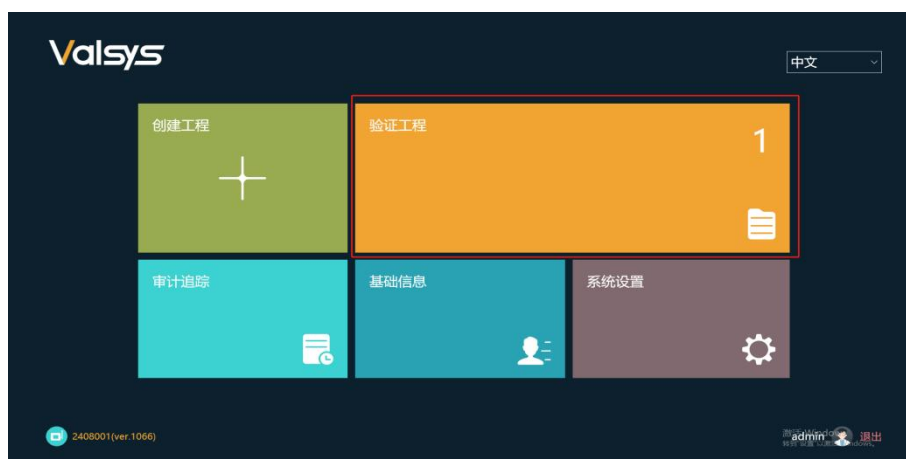 Valsys
中文
创建工程
验证工程
1
审计追踪
基础信息
系统设置
2408001(ver.1066)
admin
退出